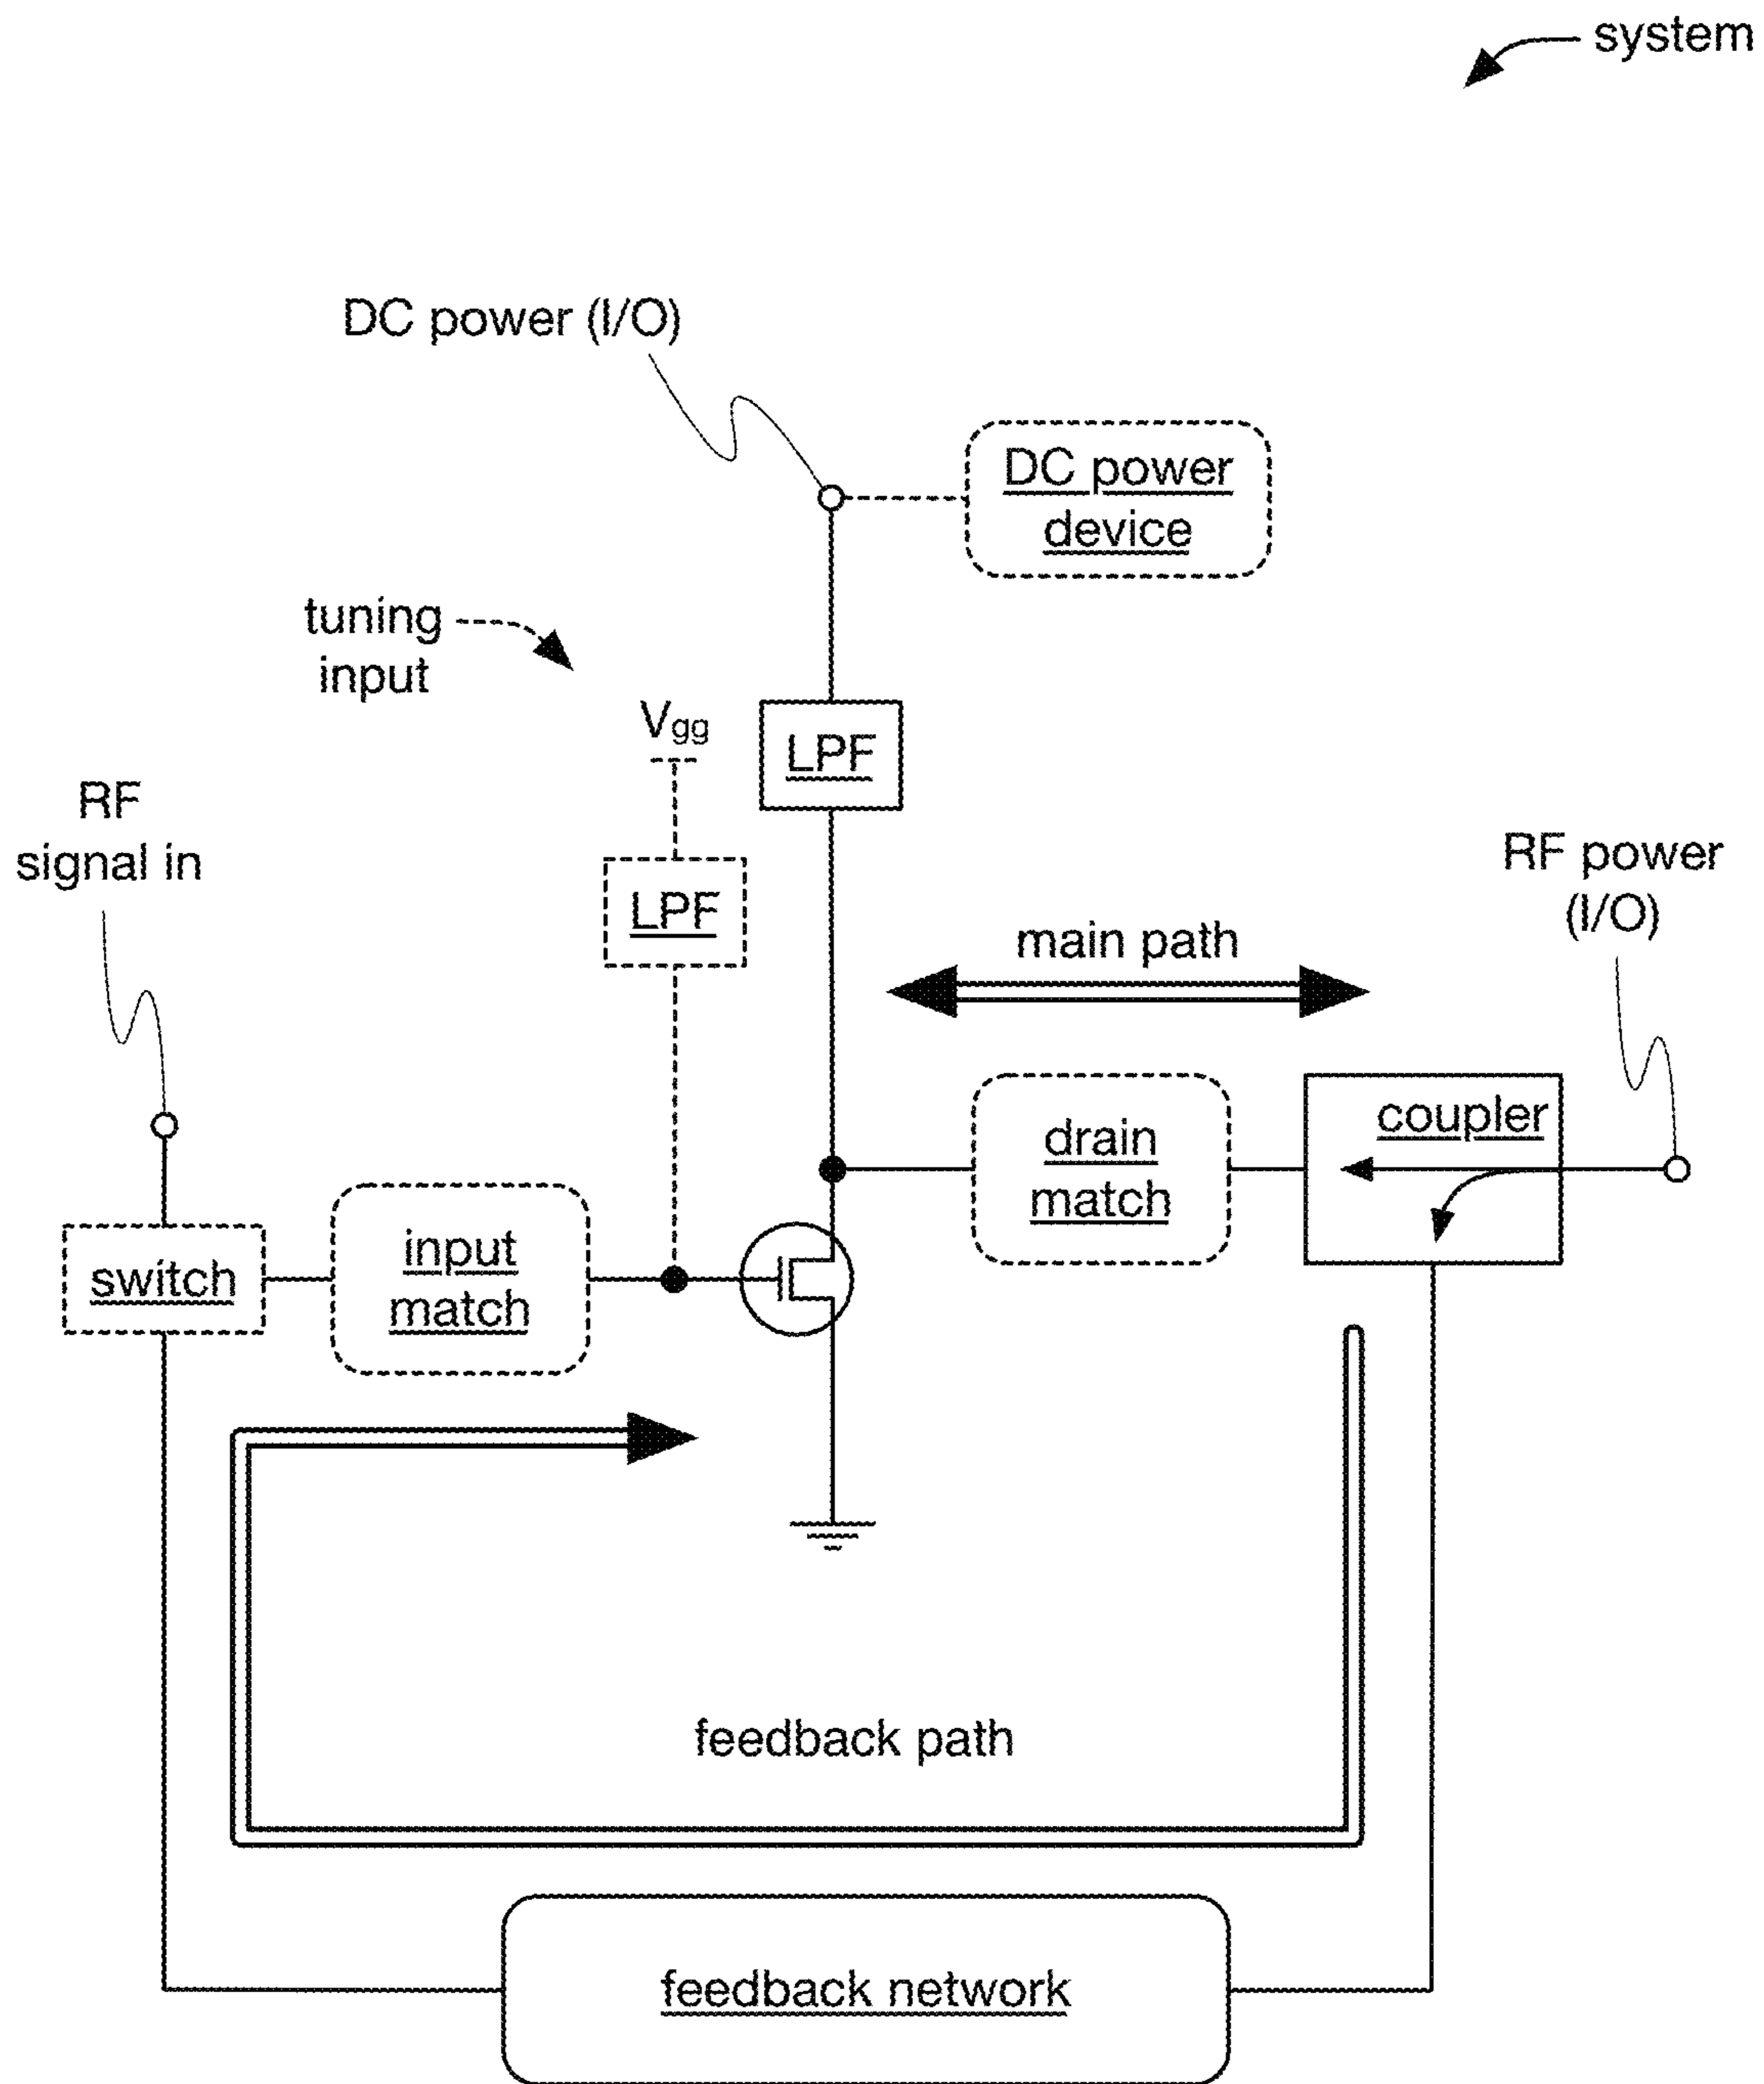 system
DC power (I/O)
DC power
device
tuning
input
Vgg
LPF
RF
signal in
LPF
RF power
(I/O)
main path
coupler
drain
match
input
match
switch
feedback path
feedback network